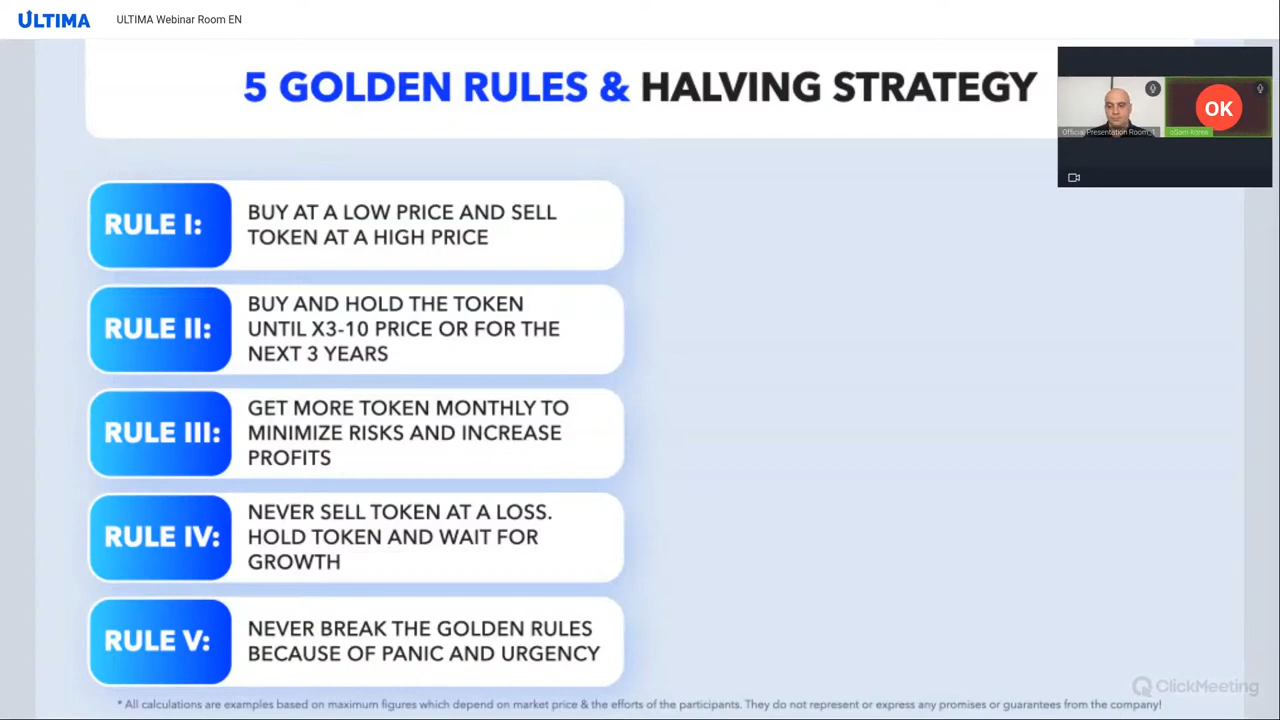 ULTIMA
ULTIMA Webinar Room EN
5 GOLDEN RULES & HALVING STRATEGY
OK
Official Presentation Room_1
RULE I:
BUY AT A LOW PRICE AND SELL
TOKEN AT A HIGH PRICE
RULE II:
BUY AND HOLD THE TOKEN
UNTIL X3-10 PRICE OR FOR THE
NEXT 3 YEARS
RULE III:
GET MORE TOKEN MONTHLY TO
MINIMIZE RISKS AND INCREASE
PROFITS
RULE IV:
NEVER SELL TOKEN AT A LOSS.
HOLD TOKEN AND WAIT FOR
GROWTH
RULE V:
NEVER BREAK THE GOLDEN RULES
BECAUSE OF PANIC AND URGENCY
ClickMeeting
* All calculations are examples based on maximum figures which depend on market price & the efforts of the participants. They do not represent or express any promises or guarantees from the company!